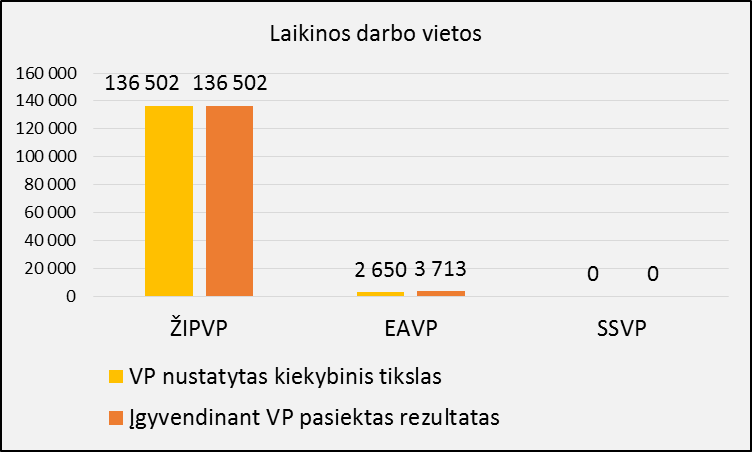 Laikinos darbo vietos
160 000
140 000
120 000
100 000
80 000
60 000
40 000
20 000
0
136 502 136 502
2 650 3 713
0 0
ŽIPVP EAVP SSVP
VP nustatytas kiekybinis tikslas
Įgyvendinant VP pasiektas rezultatas